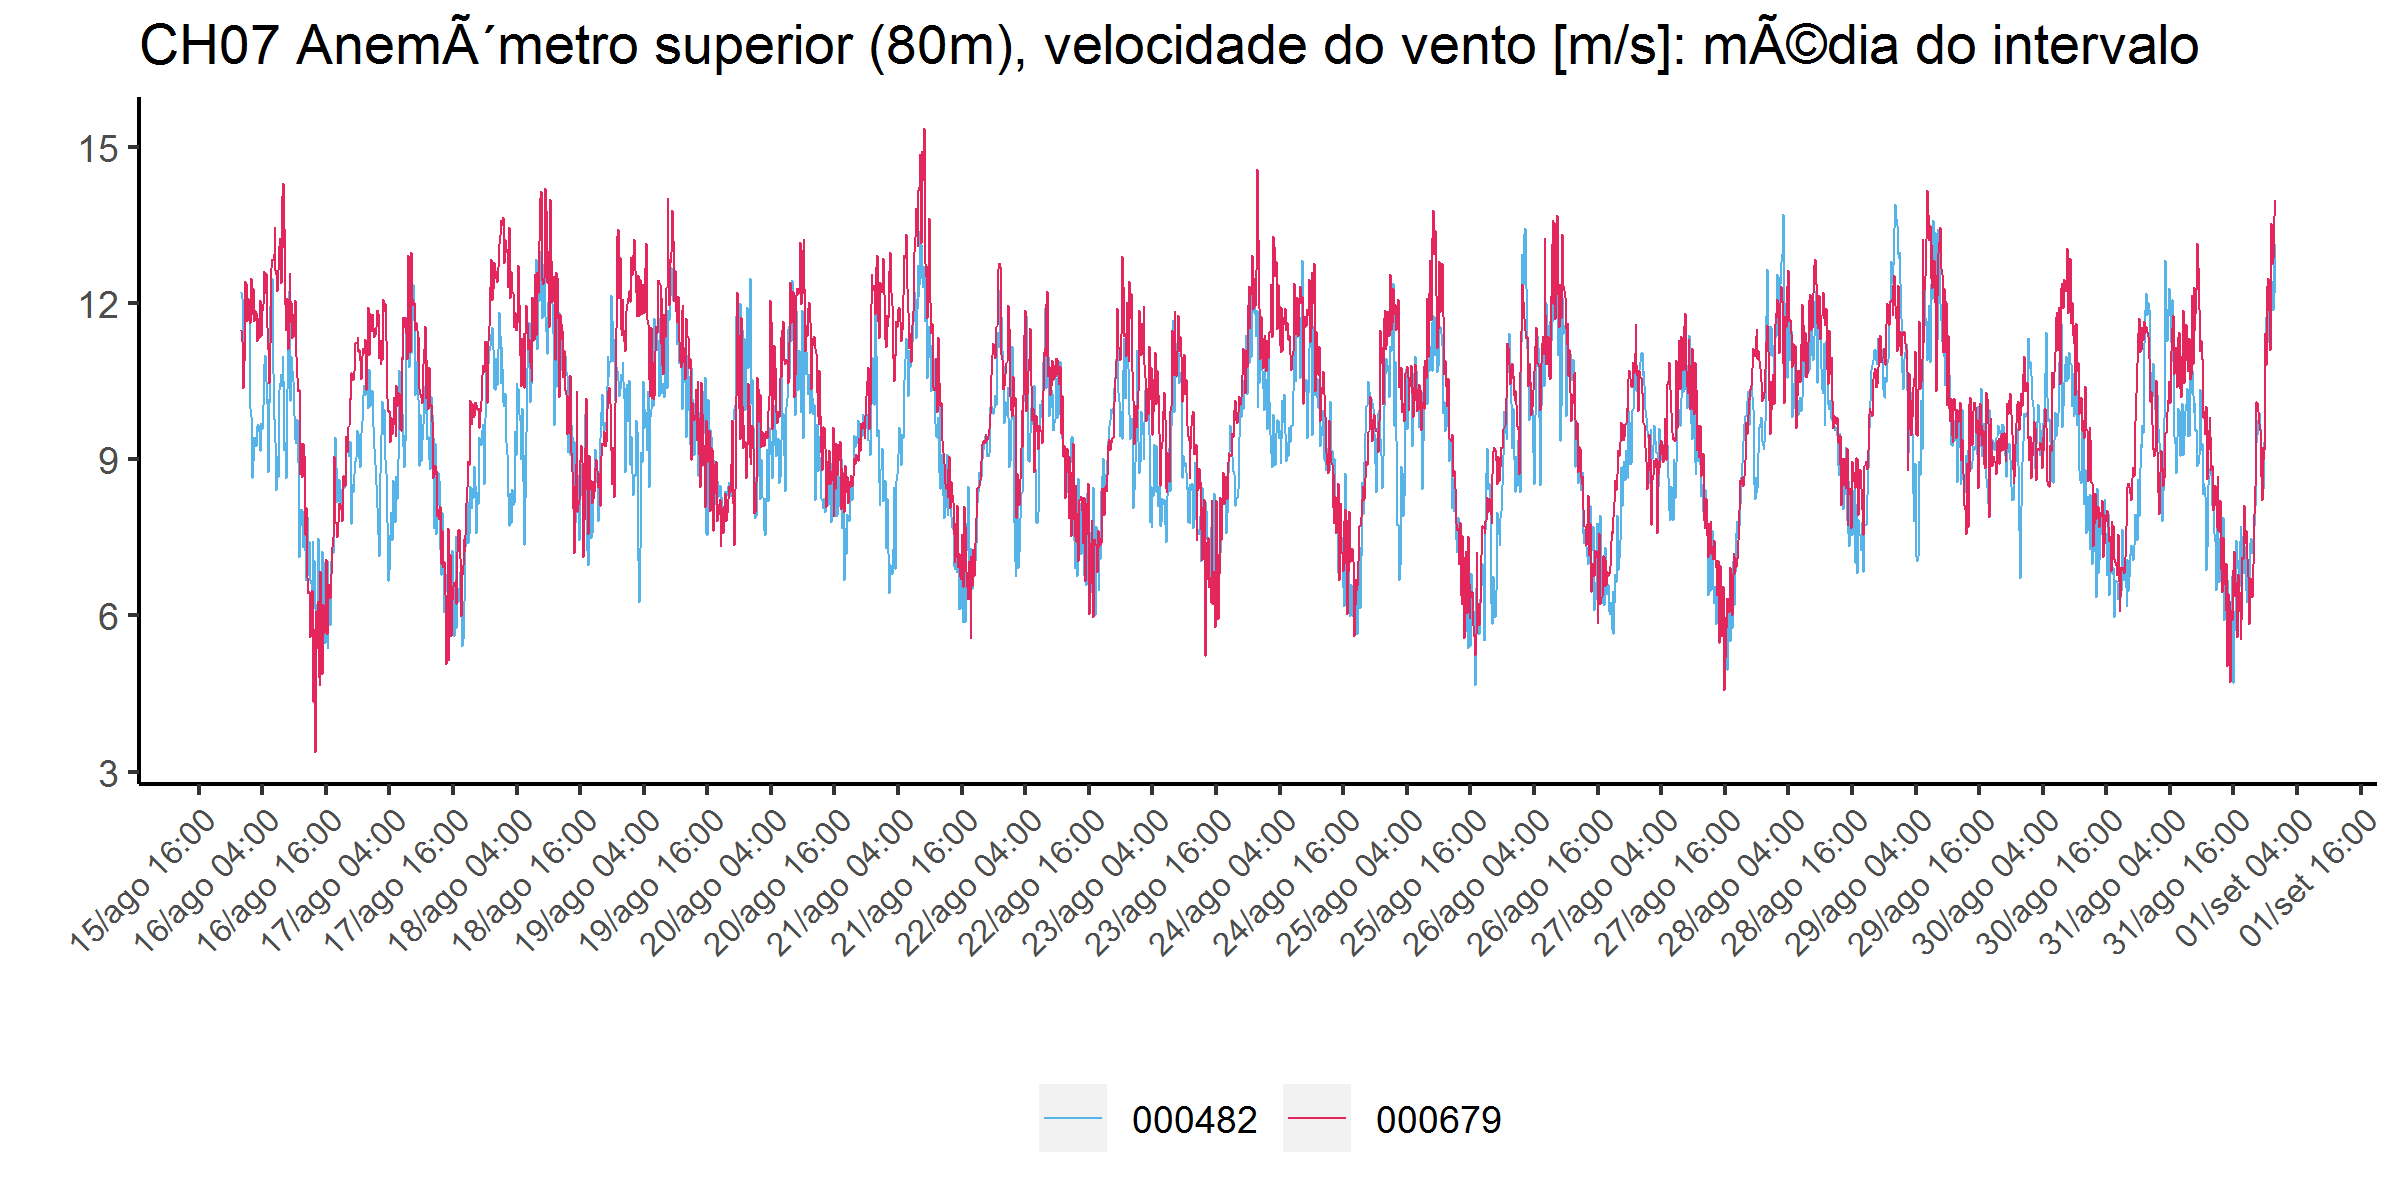 CH07 AnemÃ´metro superior (80m), velocidade do vento [m/s]: mÃ©dia do intervalo
15
12
9
6
3
15/ago 16:00
16/ago 04:00
16/ago 16:00
17/ago 04:00
17/ago 16:00
18/ago 04:00
18/ago 16:00
19/ago 04:00
19/ago 16:00
20/ago 04:00
20/ago 16:00
21/ago 04:00
21/ago 16:00
22/ago 04:00
22/ago 16:00
23/ago 04:00
23/ago 16:00
24/ago 04:00
24/ago 16:00
25/ago 04:00
25/ago 16:00
26/ago 04:00
26/ago 16:00
27/ago 04:00
27/ago 16:00
28/ago 04:00
28/ago 16:00
29/ago 04:00
29/ago 16:00
30/ago 04:00
30/ago 16:00
31/ago 04:00
31/ago 16:00
01/set 04:00
01/set 16:00
000482 000679